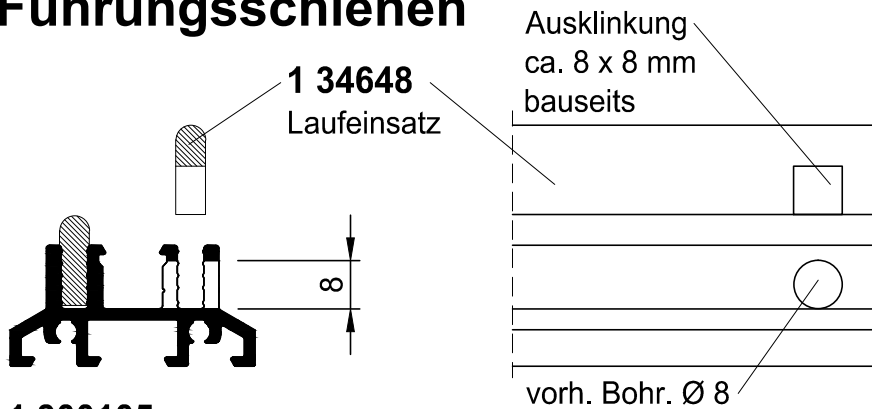 Führungsschienen
1 34648
Laufeinsatz
Ausklinkung
ca. 8 x 8 mm
bauseits
8
vorh. Bohr. Ø 8